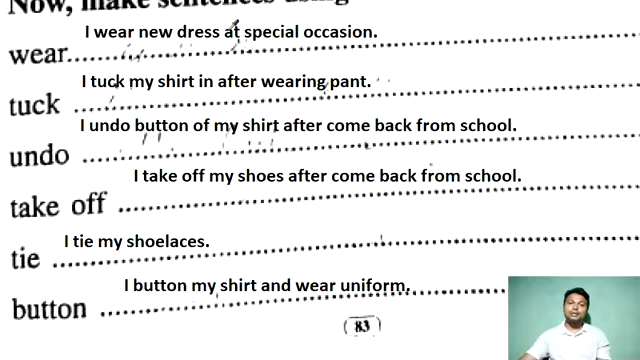 Now, make sentences using
I wear new dress at special occasion.
wear
I tuck my shirt in after wearing pant.
tuck
I undo button of my shirt after come back from school.
undo
I take off my shoes after come back from school.
take off
I tie my shoelaces.
tie
I button my shirt and wear uniform.
button
83